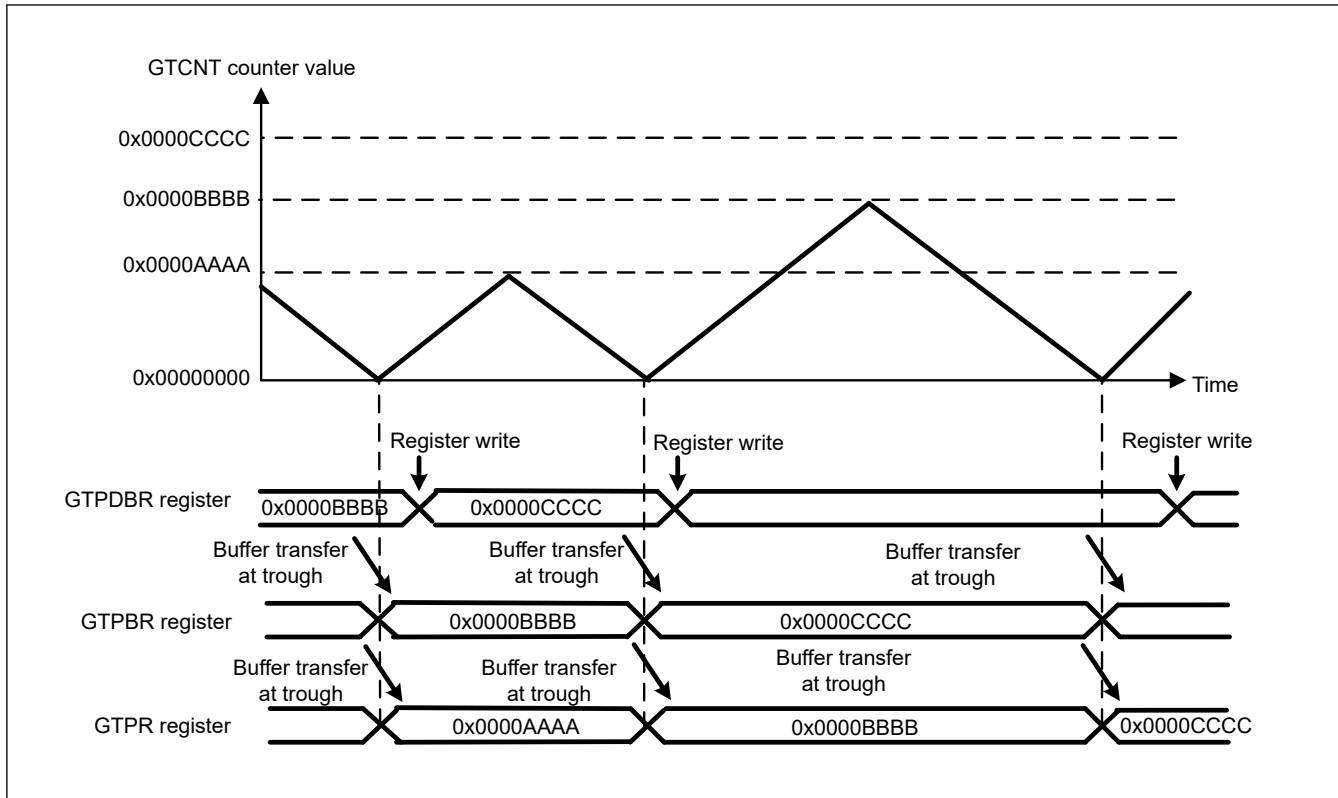 GTCNT counter value
0x0000CCCC
0x0000BBBB
0x0000AAAA
0x00000000
Time
Register write
Register write
Register write
GTPDBR register
0x0000BBBB
0x0000CCCC
Buffer transfer
at trough
Buffer transfer
at trough
Buffer transfer
at trough
GTPBR register
0x0000BBBB
0x0000CCCC
Buffer transfer
at trough
Buffer transfer
at trough
Buffer transfer
at trough
GTPR register
0x0000AAAA
0x0000BBBB
0x0000CCCC